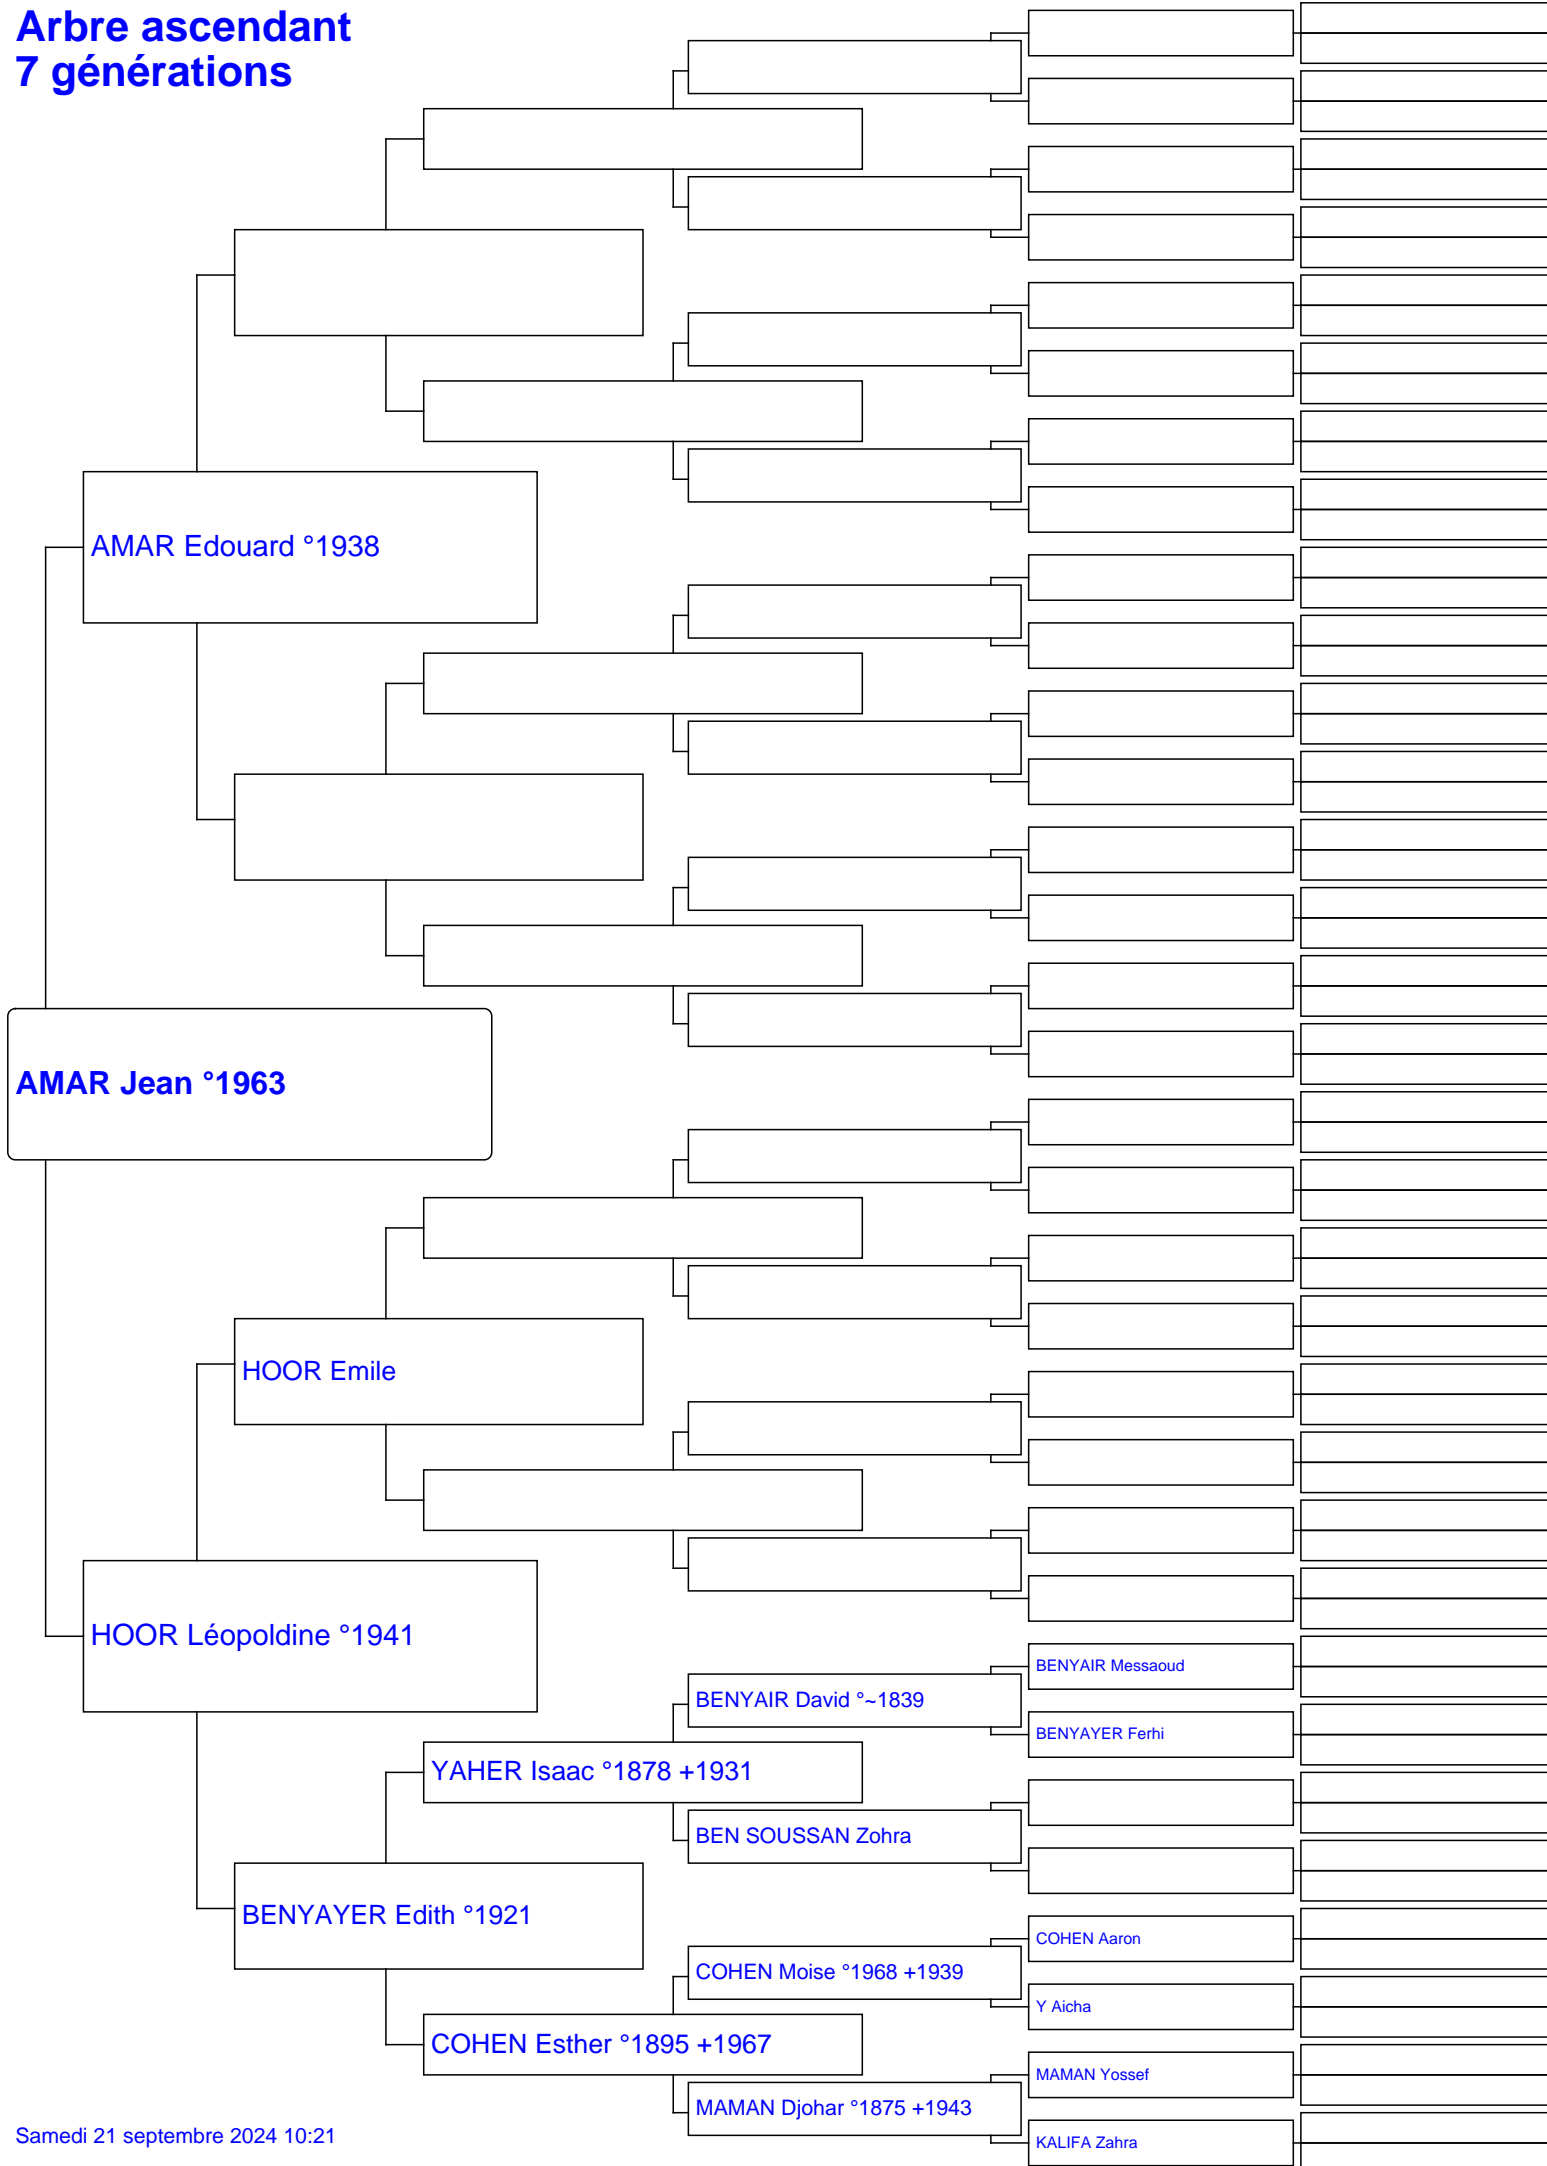 Arbre ascendant
7 générations
AMAR Edouard °1938
AMAR Jean °1963
HOOR Emile
HOOR Léopoldine °1941
BENYAIR Messaoud
BENYAIR David °~1839
BENYAYER Ferhi
YAHER Isaac °1878 +1931
BEN SOUSSAN Zohra
BENYAYER Edith °1921
COHEN Aaron
COHEN Moise °1968 +1939
Y Aicha
COHEN Esther °1895 +1967
MAMAN Yossef
MAMAN Djohar °1875 +1943
KALIFA Zahra
Samedi 21 septembre 2024 10:21